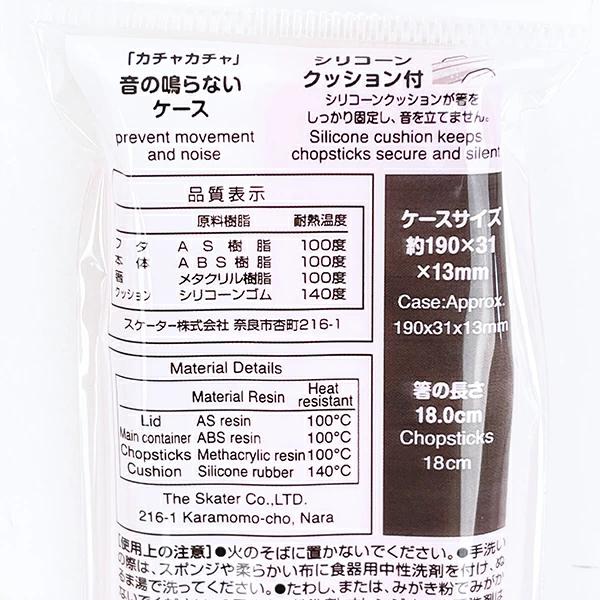 「カチャカチャ」
音の鳴らない
ケース
prevent movement
and noise
シリコーン
クッション付
シリコーンクッションが箸を
しっかり固定し、音を立てません。
Silicone cushion keeps
chopsticks secure and silent
品質表示
原料樹脂 耐熱温度
フタ AS樹脂 100度
本体 ABS樹脂 100度
箸 メタクリル樹脂 100度
クッション シリコーンゴム 140度
スケーター株式会社 奈良市杏町216-1
ケースサイズ
約190×31
×13mm
Case:Approx.
190x31x13mm
箸の長さ
18.0cm
Chopsticks
18cm
Material Details
Material Resin Heat resistant
Lid AS resin 100°C
Main container ABS resin 100°C
Chopsticks Methacrylic resin 100°C
Cushion Silicone rubber 140°C
The Skater Co.,LTD.
216-1 Karamomo-cho, Nara
【使用上の注意】●火のそばに置かないでください。●手洗い
の際は、スポンジや柔らかい布に食器用中性洗剤を付け、ぬ
るま湯で洗ってください。●たわし、または、みがき粉でみが